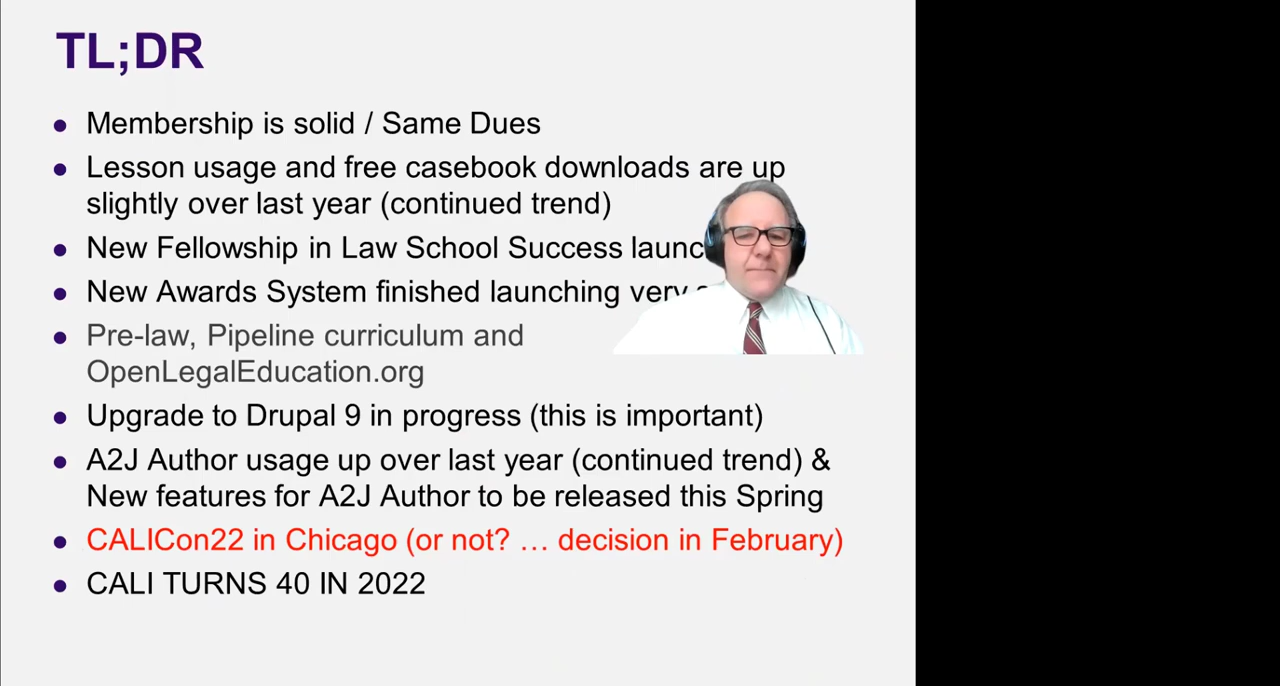 TL;DR
Membership is solid / Same Dues
Lesson usage and free casebook downloads are up
slightly over last year (continued trend)
New Fellowship in Law School Success
New Awards System finished launching very
Pre-law, Pipeline curriculum and
OpenLegalEducation.org
Upgrade to Drupal 9 in progress (this is important)
A2J Author usage up over last year (continued trend) &
New features for A2J Author to be released this Spring
CALICon22 in Chicago (or not? … decision in February)
CALI TURNS 40 IN 2022